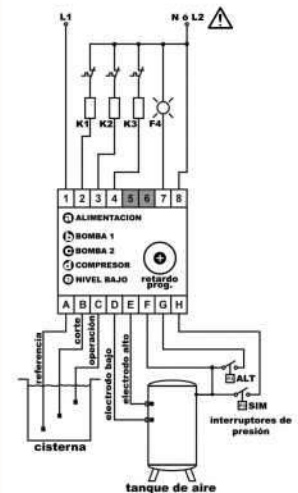 L1
N ó L2
K1
K2
K3
F4
1 2 3 4 5 6 7 8
a ALIMENTACION
b BOMBA 1
c BOMBA 2
d COMPRESOR
e NIVEL BAJO
retardo
prog.
A B C D E F G H
referencia
corte
operación
electrodo bajo
electrodo alto
ALT
SIM
interruptores de
presión
cisterna
tanque de aire